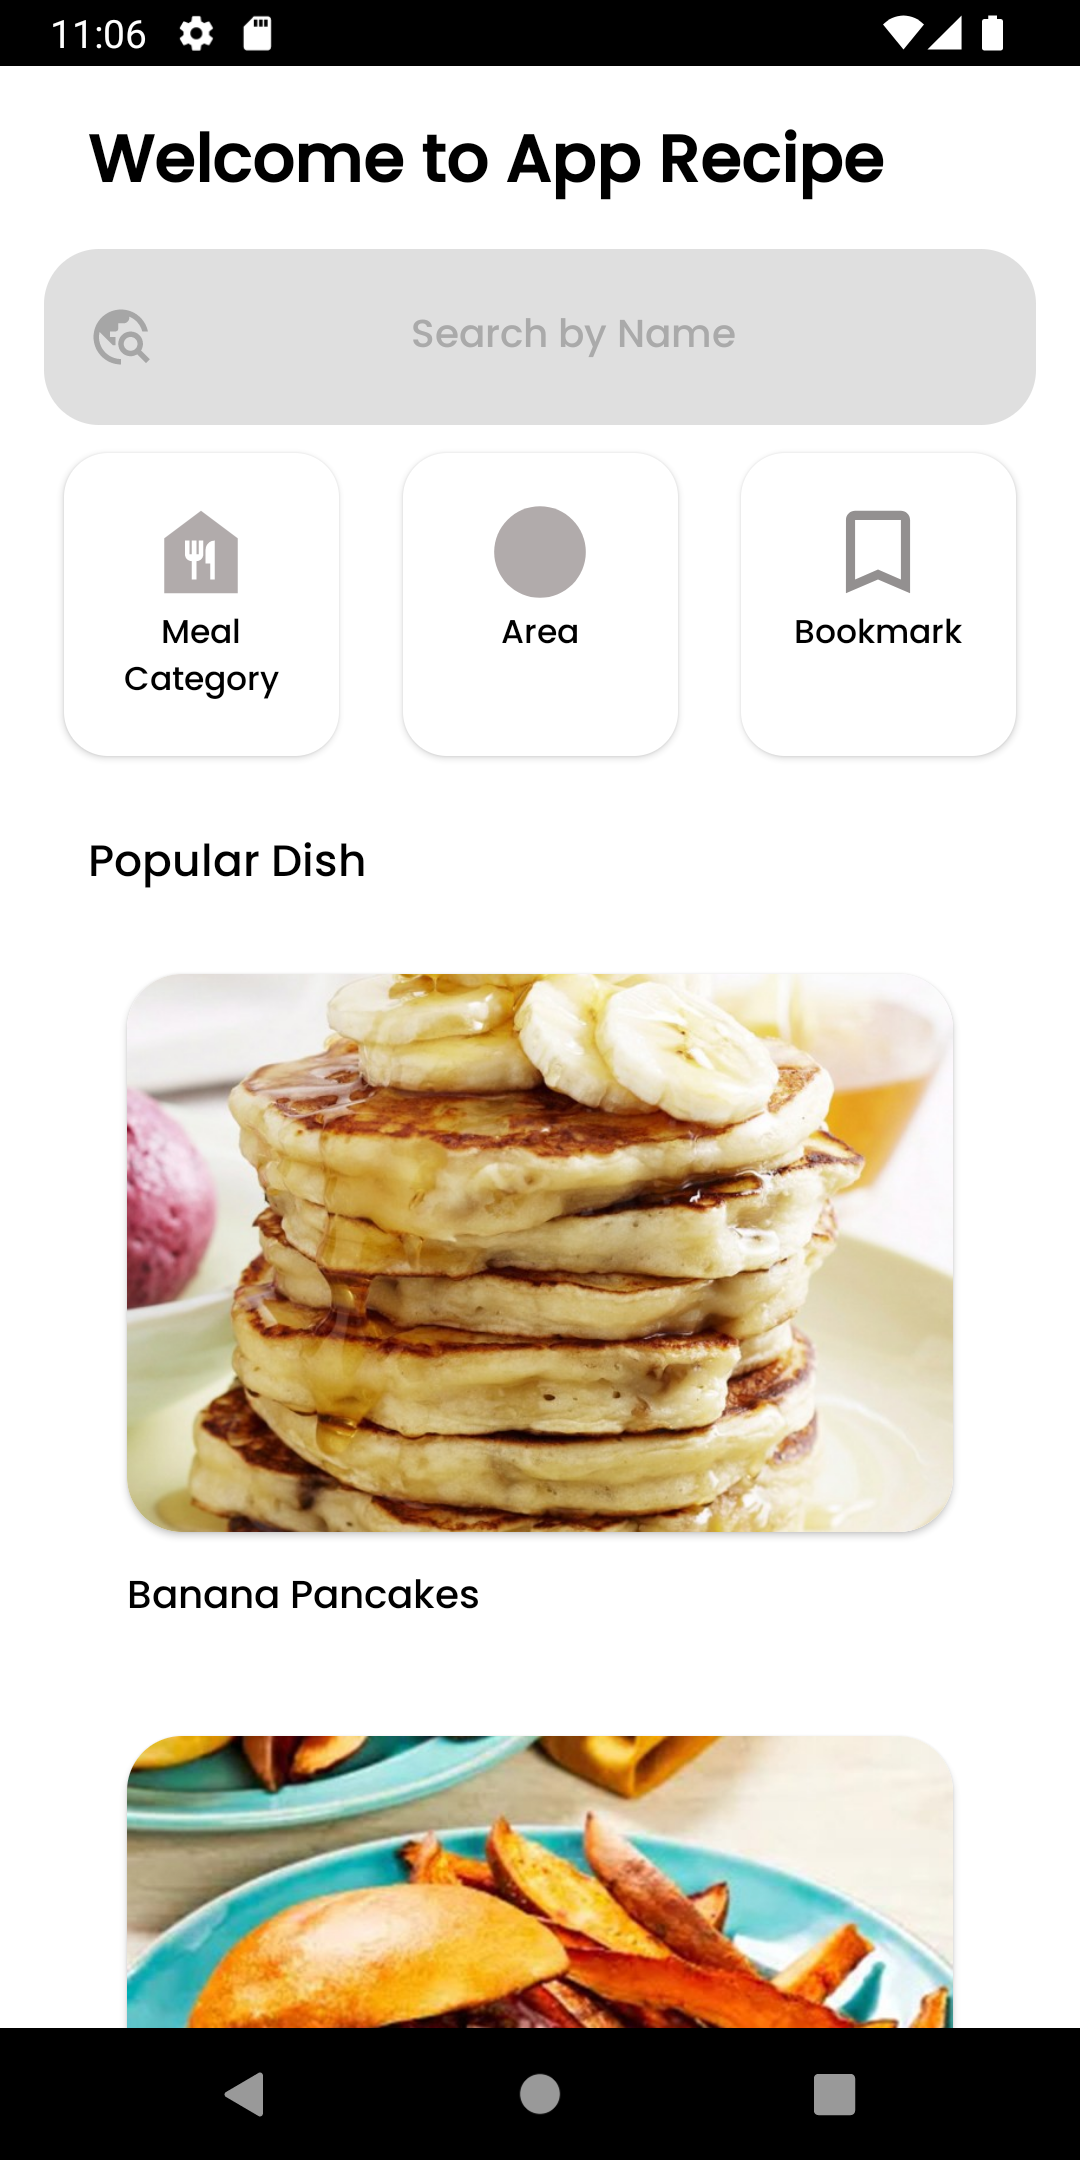 11:06
Welcome to App Recipe
Search by Name
Meal
Category
Area
Bookmark
Popular Dish
Banana Pancakes